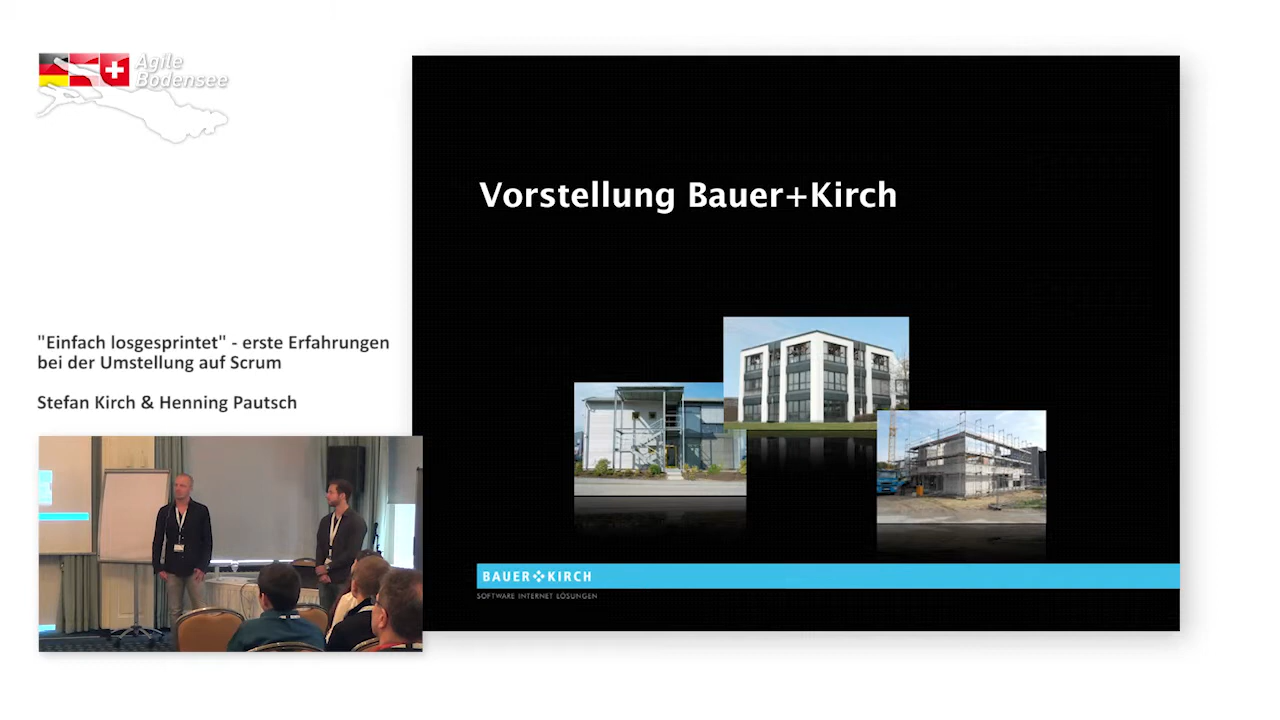 Agile
Bodensee
Vorstellung Bauer+Kirch
"Einfach losgesprintet" - erste Erfahrungen
bei der Umstellung auf Scrum
Stefan Kirch & Henning Pautsch
BAUER KIRCH
SOFTWARE INTERNET LÖSUNGEN